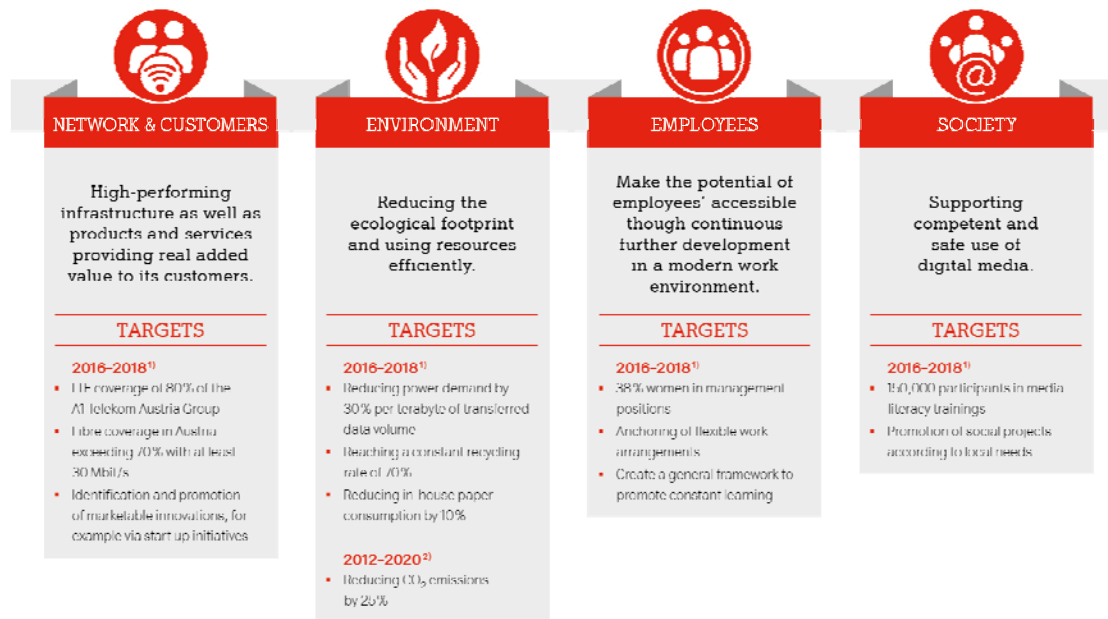 NETWORK & CUSTOMERS
High-performing
infrastructure as well as
products and services
providing real added
value to its customers.
TARGETS
2016–2018¹⁾
▪ LTE coverage of 80% of the
A1 Telekom Austria Group
▪ Fibre coverage in Austria
exceeding 70% with at least
30 Mbit/s
▪ Identification and promotion
of marketable innovations, for
example via start up initiatives
ENVIRONMENT
Reducing the
ecological footprint
and using resources
efficiently.
TARGETS
2016–2018¹⁾
▪ Reducing power demand by
30% per terabyte of transferred
data volume
▪ Reaching a constant recycling
rate of 70%
▪ Reducing in-house paper
consumption by 10%
2012–2020²⁾
▪ Reducing CO₂ emissions
by 25%
EMPLOYEES
Make the potential of
employees' accessible
though continuous
further development
in a modern work
environment.
TARGETS
2016–2018¹⁾
▪ 38% women in management
positions
▪ Anchoring of flexible work
arrangements
▪ Create a general framework to
promote constant learning
SOCIETY
Supporting
competent and
safe use of
digital media.
TARGETS
2016–2018¹⁾
▪ 150,000 participants in media
literacy trainings
▪ Promotion of social projects
according to local needs